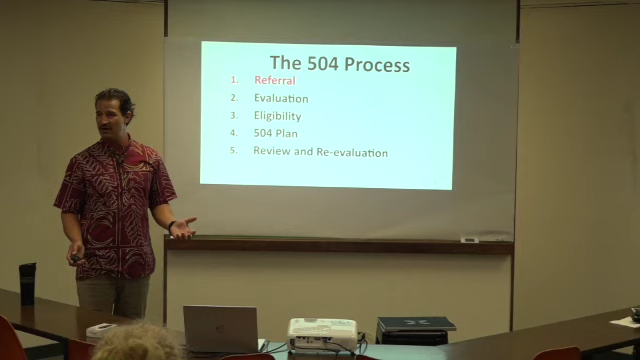 The 504 Process
1. Referral
2. Evaluation
3. Eligibility
4. 504 Plan
5. Review and Re-evaluation